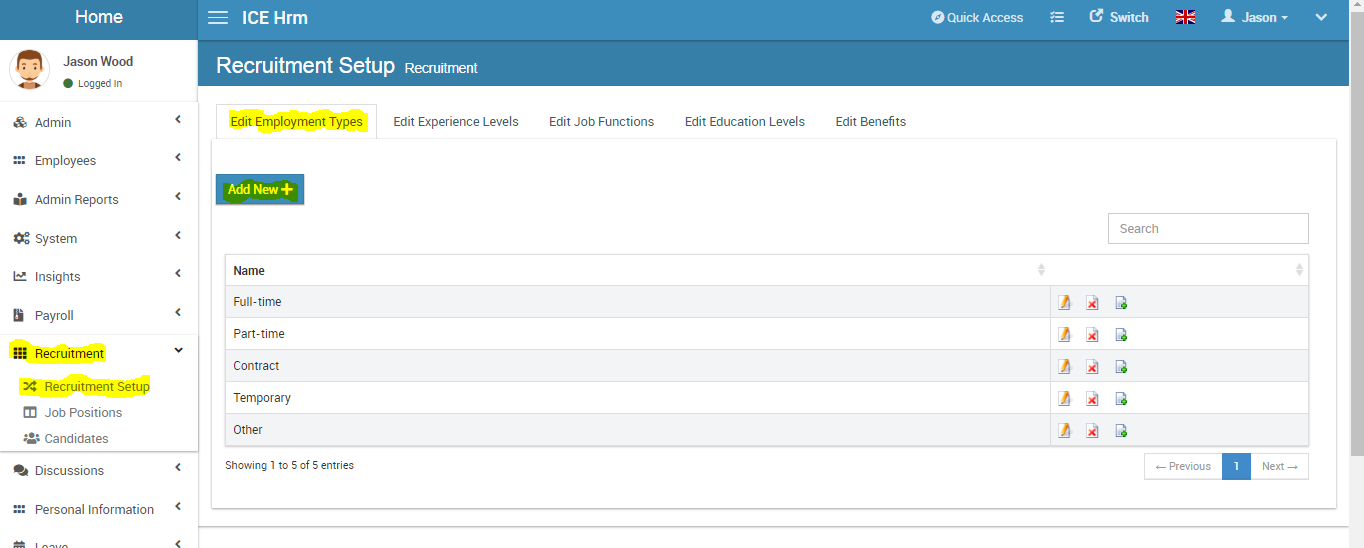 Home
ICE Hrm
Quick Access
Switch
Jason
Jason Wood
Logged In
Recruitment Setup Recruitment
Admin
Employees
Admin Reports
System
Insights
Payroll
Recruitment
Recruitment Setup
Job Positions
Candidates
Discussions
Personal Information
Leave
Edit Employment Types
Edit Experience Levels
Edit Job Functions
Edit Education Levels
Edit Benefits
Add New +
Search
Name
Full-time
Part-time
Contract
Temporary
Other
Showing 1 to 5 of 5 entries
← Previous
1
Next →